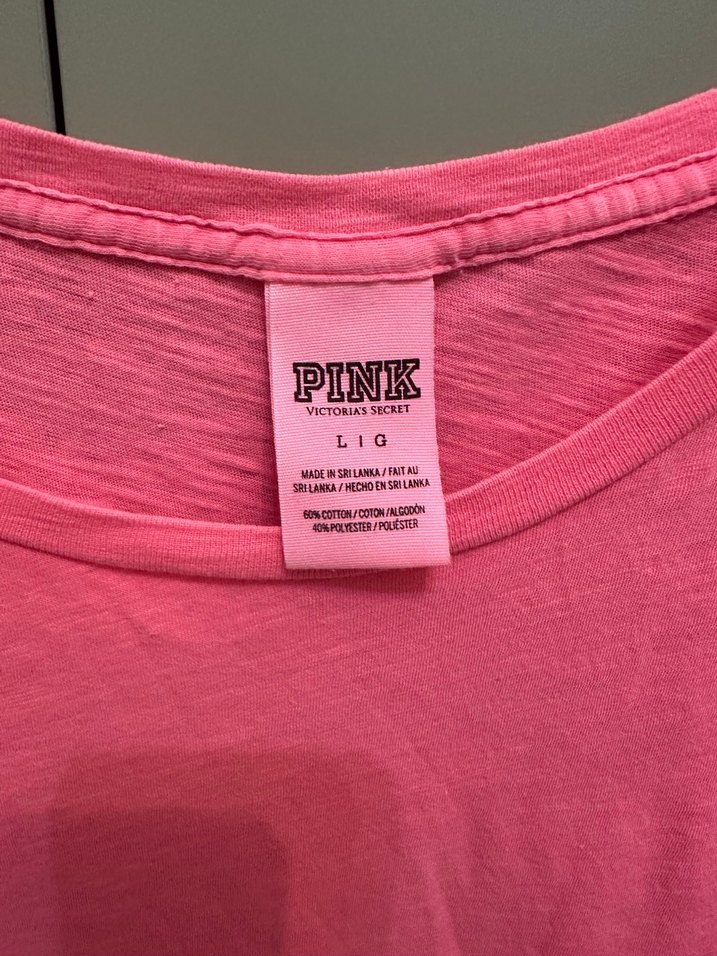 PINK
VICTORIA'S SECRET
L | G
MADE IN SRI LANKA / FAIT AU
SRI LANKA / HECHO EN SRI LANKA
60% COTTON / COTON / ALGODÓN
40% POLYESTER / POLIÉSTER